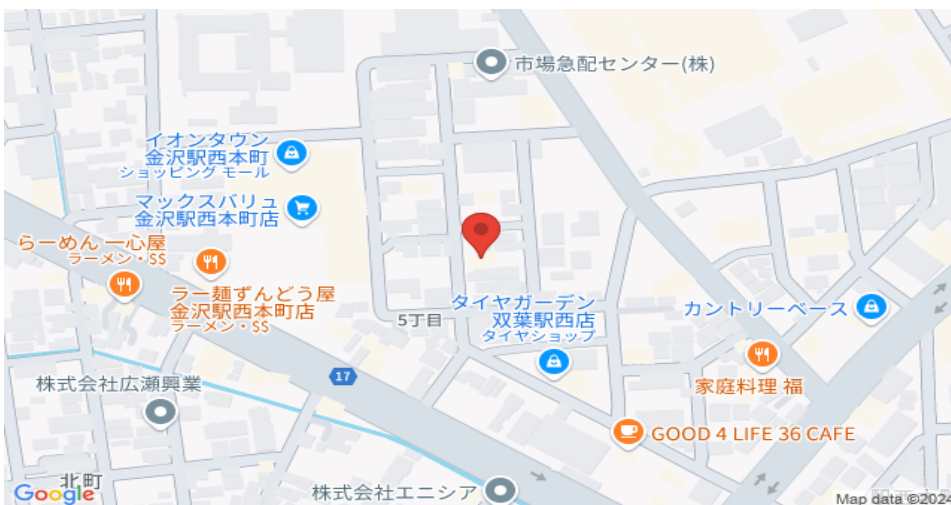 市場急配センター(株)
イオンタウン
金沢駅西本町
ショッピング モール
マックスバリュ
金沢駅西本町店
らーめん 一心屋
ラーメン・$$
ラー麺ずんどう屋
金沢駅西本町店
ラーメン・$$
タイヤガーデン
双葉駅西店
タイヤショップ
カントリーベース
5丁目
17
株式会社広瀬興業
家庭料理 福
GOOD 4 LIFE 36 CAFE
北町
Google
株式会社エニシア
Map data ©2024